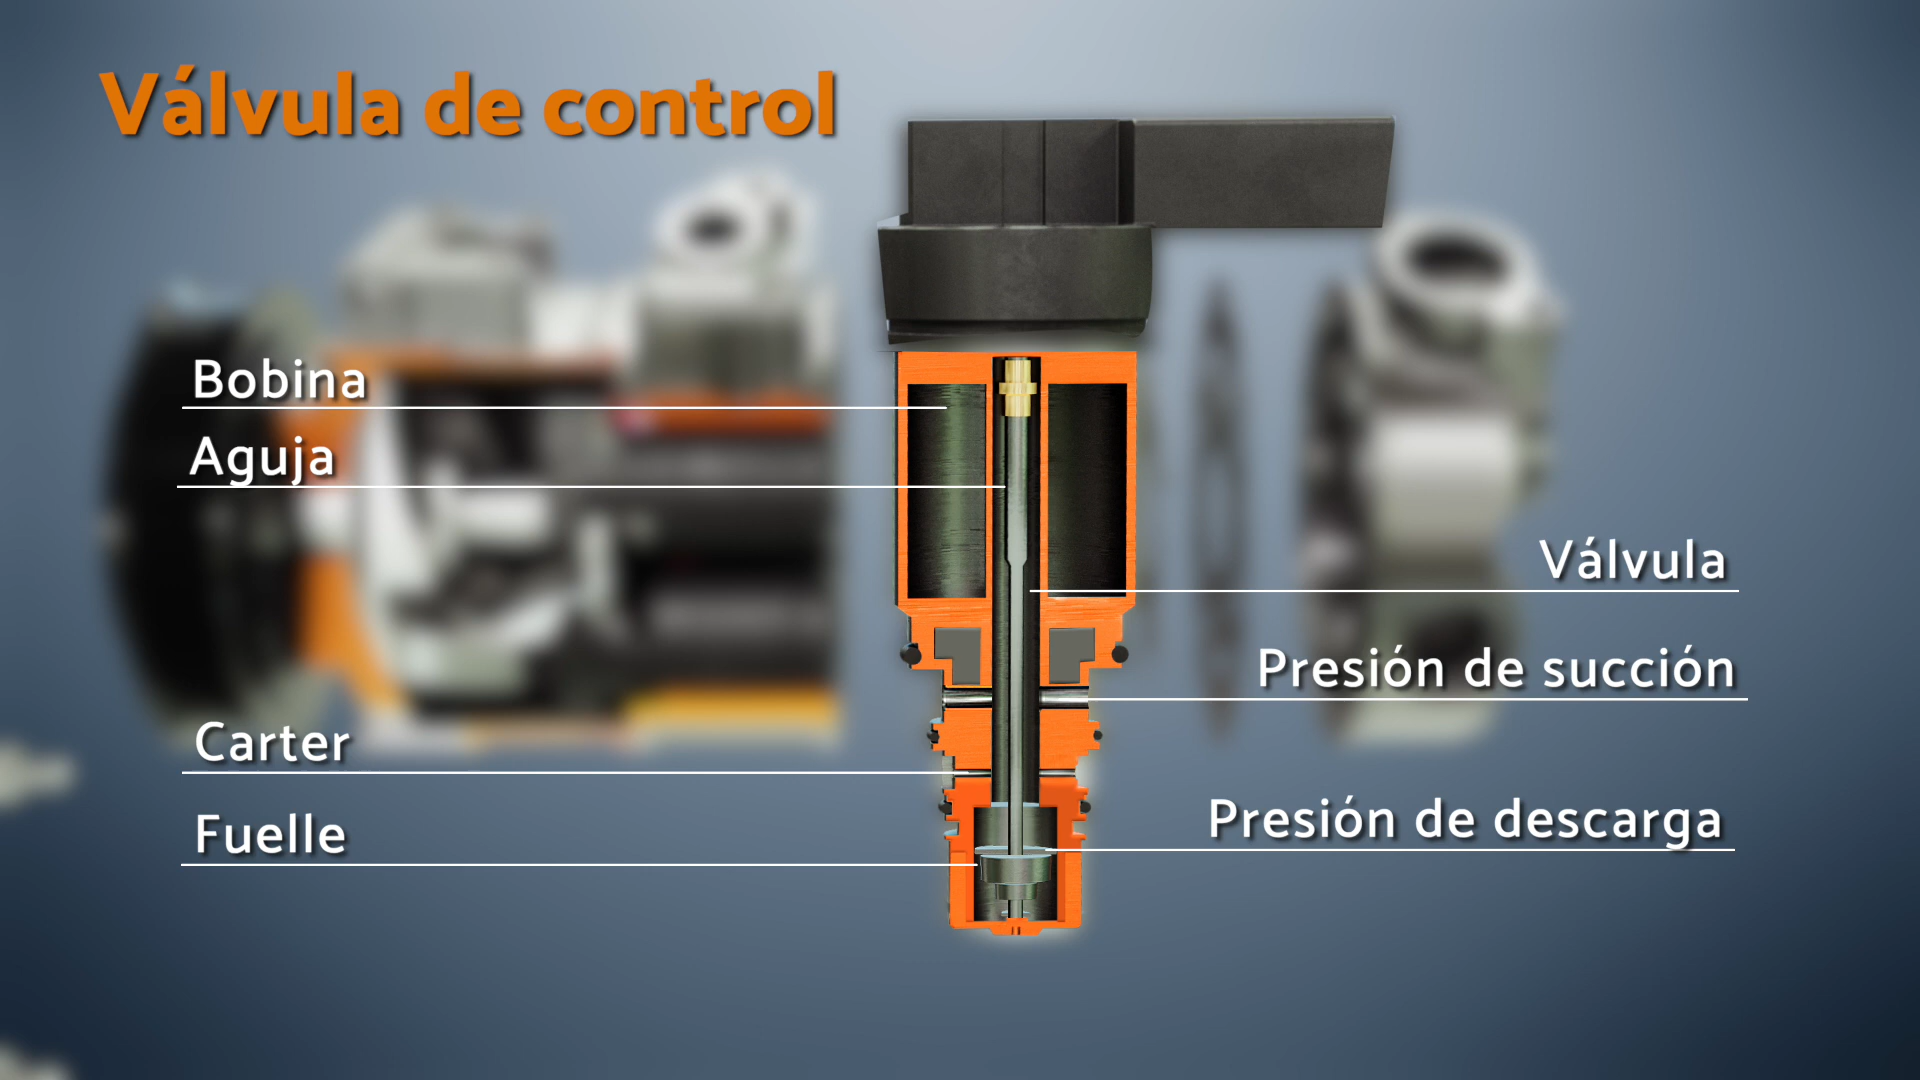 Válvula de control
Bobina
Aguja
Válvula
Presión de succión
Carter
Presión de descarga
Fuelle